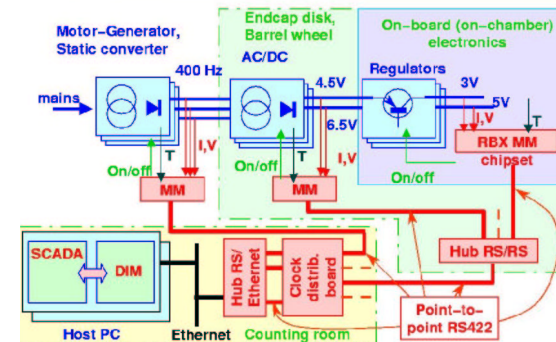 Motor-Generator,
Static converter
Endcap disk,
Barrel wheel
On-board (on-chamber)
electronics
AC/DC
Regulators
400 Hz
4.5V
3V
mains
6.5V
5V
I,V
RBX MM
chipset
T
I,V
T
I,V
T
On/off
On/off
On/off
MM
MM
Hub RS/RS
SCADA
DIM
Hub RS/
Ethernet
Clock
distrib.
board
Point-to-
point RS422
Host PC
Ethernet
Counting room